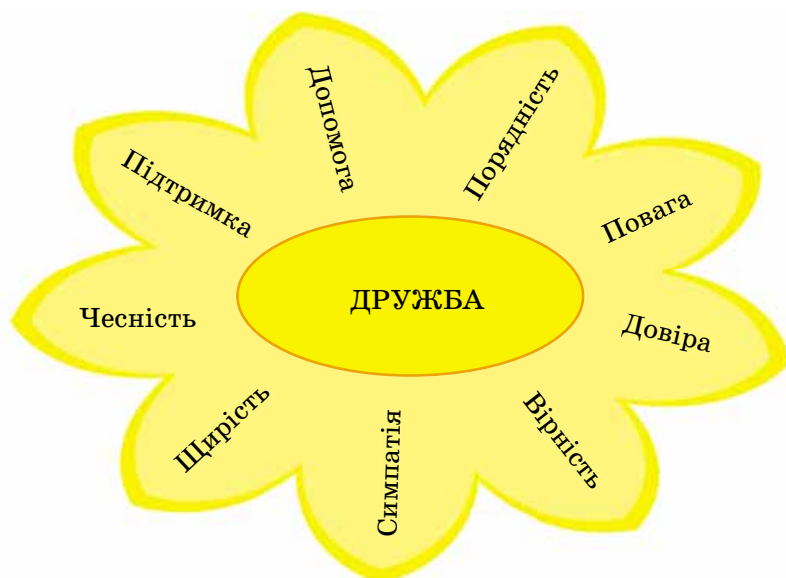 Допомога
Порядність
Підтримка
Повага
ДРУЖБА
Чесність
Довіра
Щирість
Симпатія
Вірність